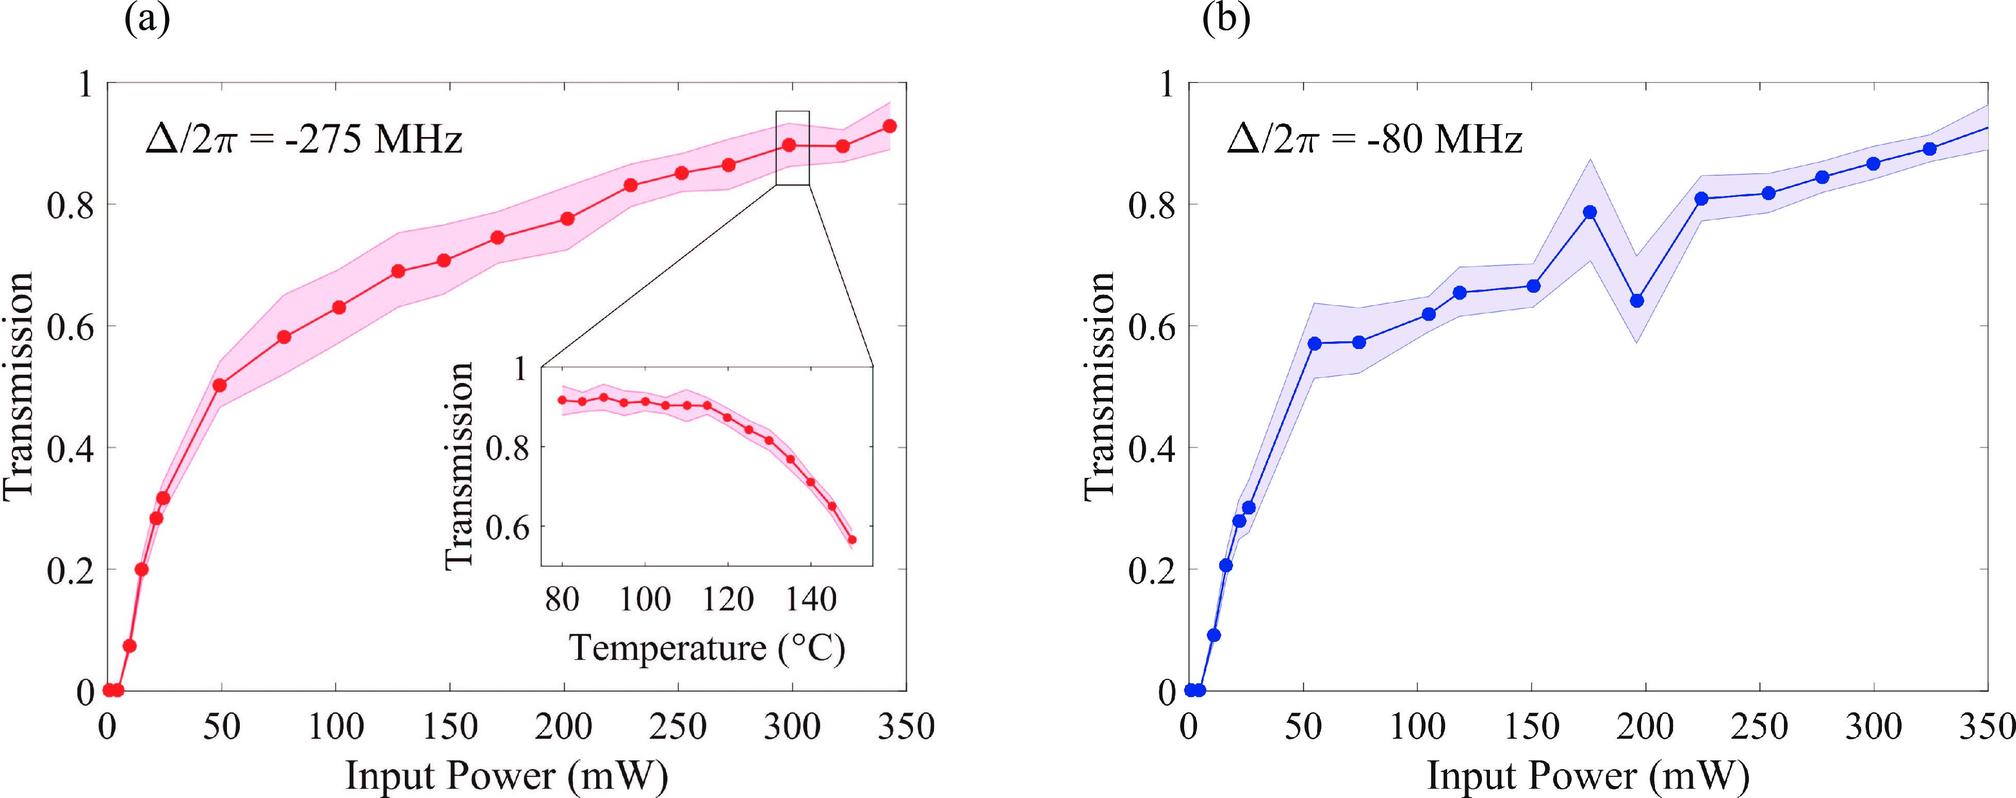 (a)
1
0.8
0.6
0.4
0.2
0
Transmission
Δ/2π = -275 MHz
0 50 100 150 200 250 300 350
Input Power (mW)
1
0.8
0.6
Transmission
80 100 120 140
Temperature (°C)
(b)
1
0.8
0.6
0.4
0.2
0
Transmission
Δ/2π = -80 MHz
0 50 100 150 200 250 300 350
Input Power (mW)